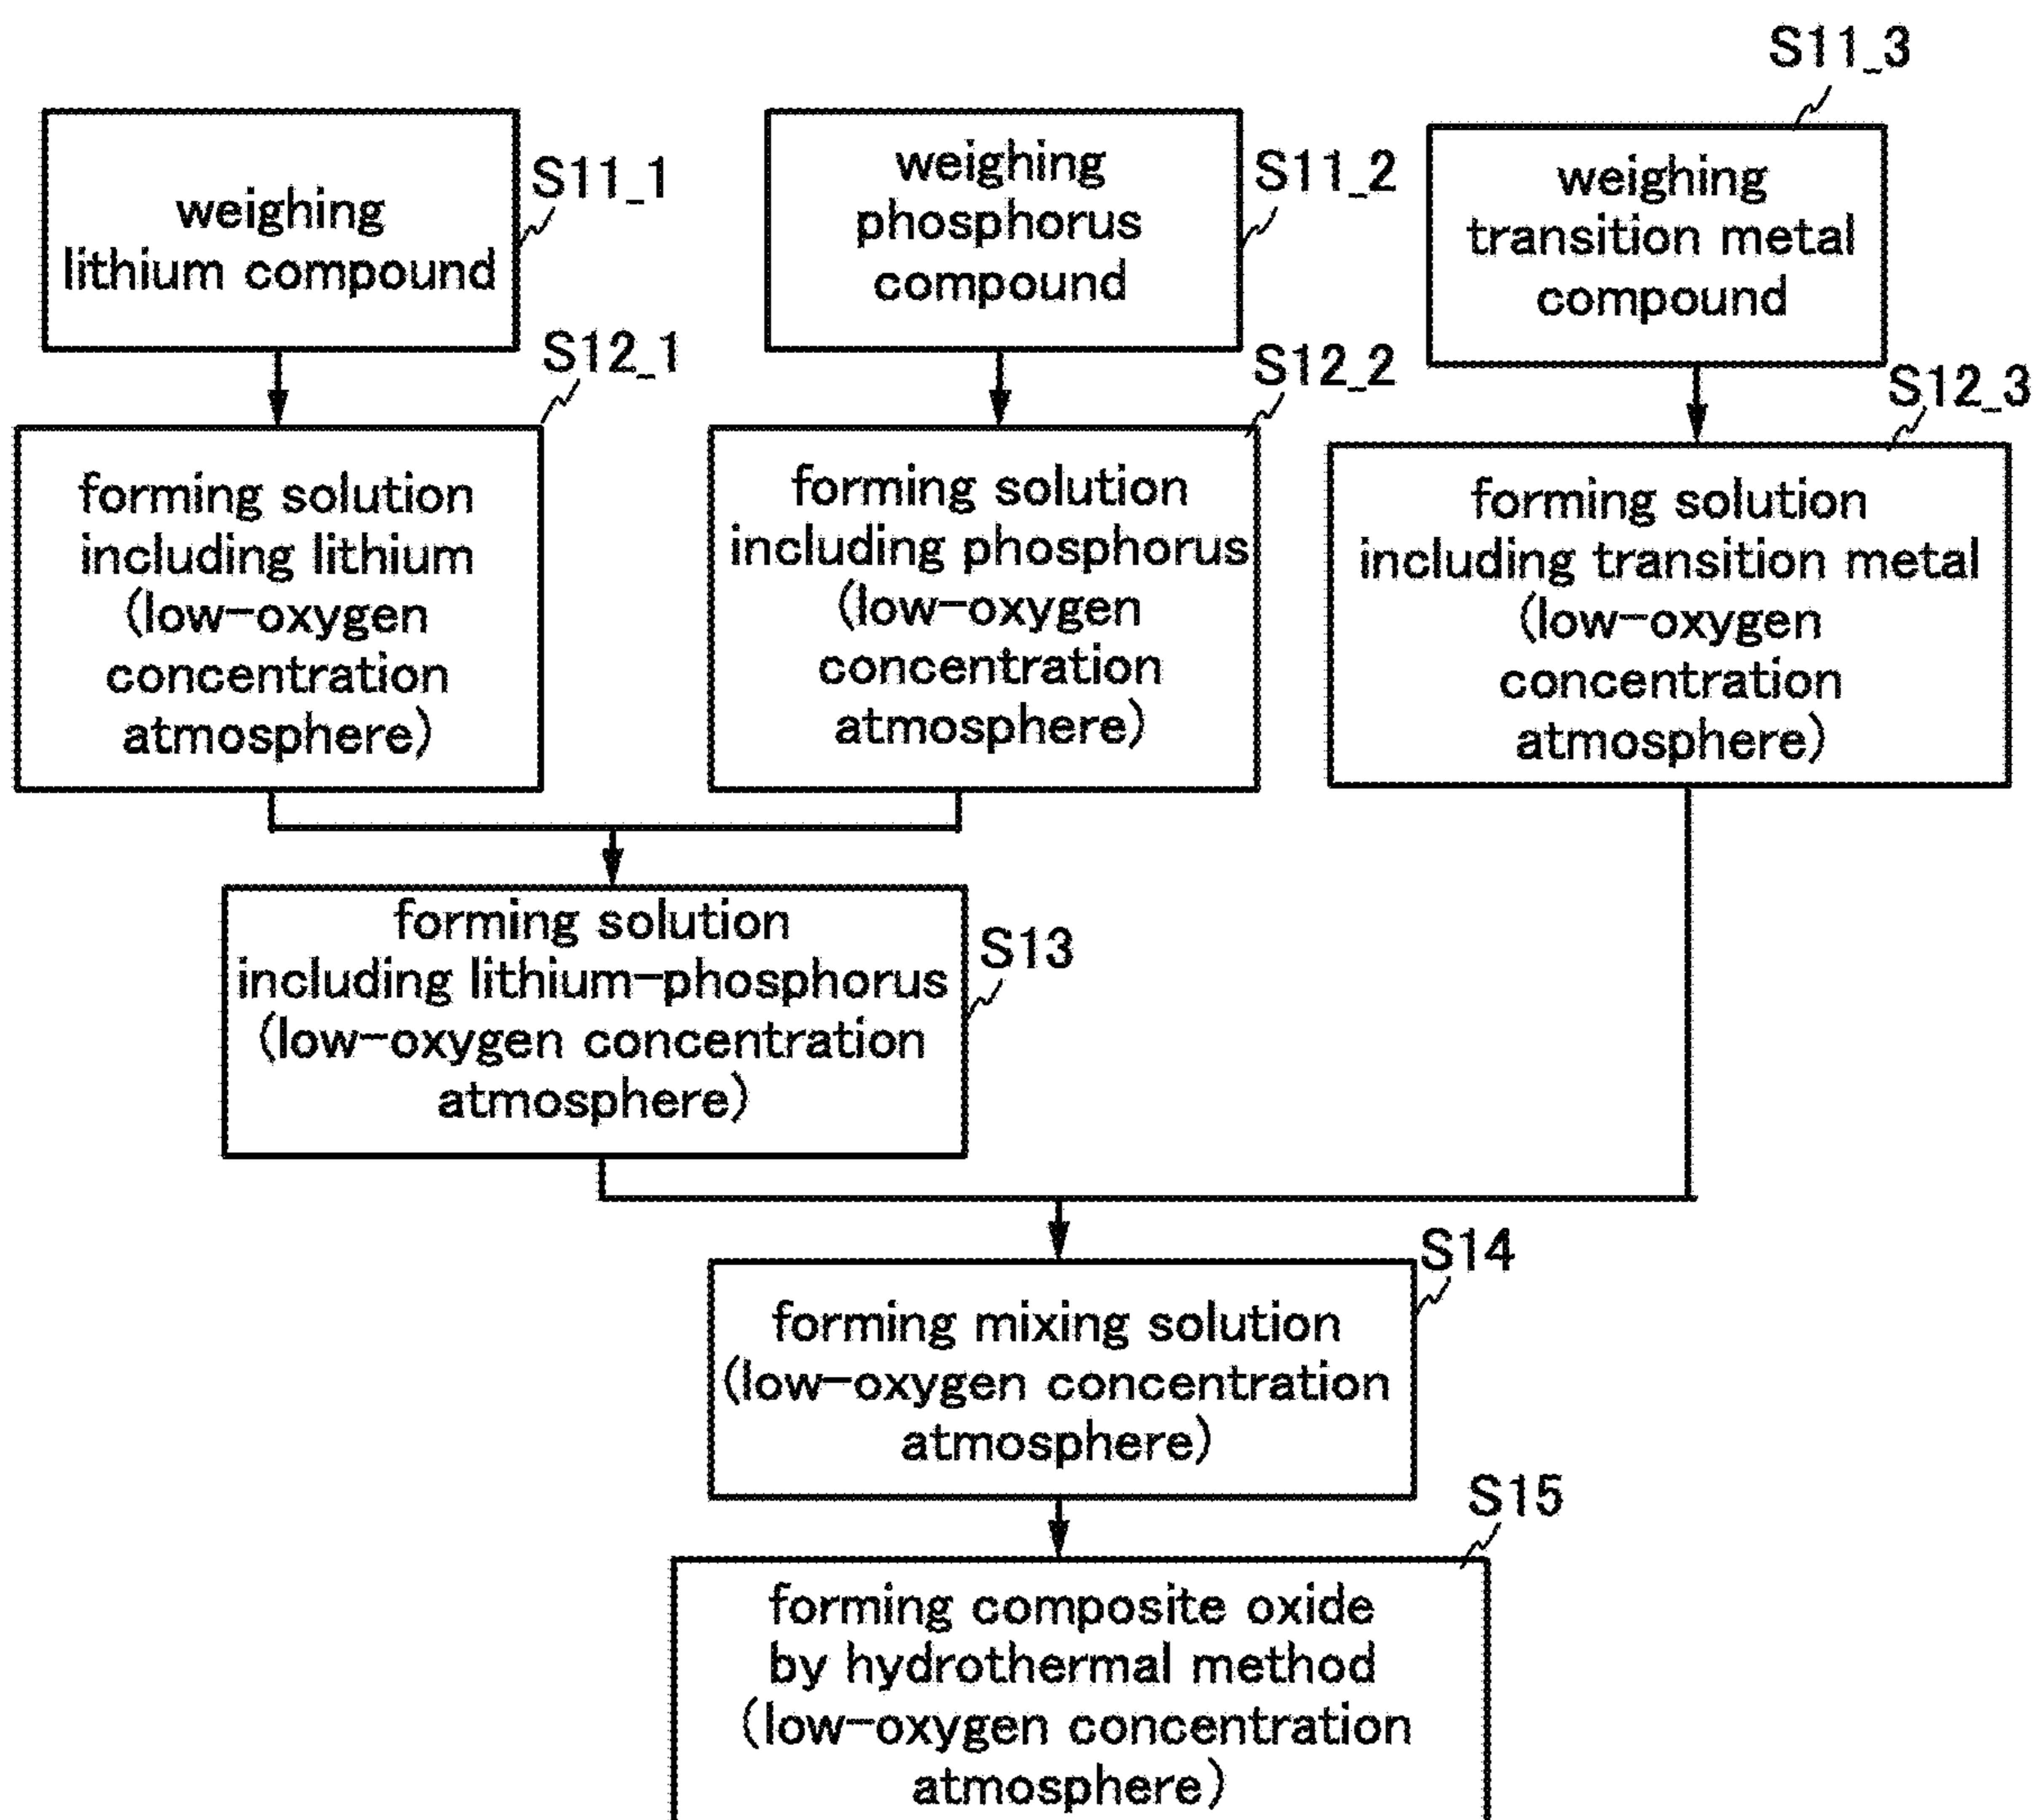 S11_3
weighing
lithium compound
S11_1
weighing
phosphorus
compound
S11_2
weighing
transition metal
compound
S12_1
S12_2
S12_3
forming solution
including lithium
(low-oxygen
concentration
atmosphere)
forming solution
including phosphorus
(low-oxygen
concentration
atmosphere)
forming solution
including transition metal
(low-oxygen
concentration
atmosphere)
forming solution
including lithium-phosphorus
(low-oxygen concentration
atmosphere)
S13
S14
forming mixing solution
(low-oxygen concentration
atmosphere)
S15
forming composite oxide
by hydrothermal method
(low-oxygen concentration
atmosphere)